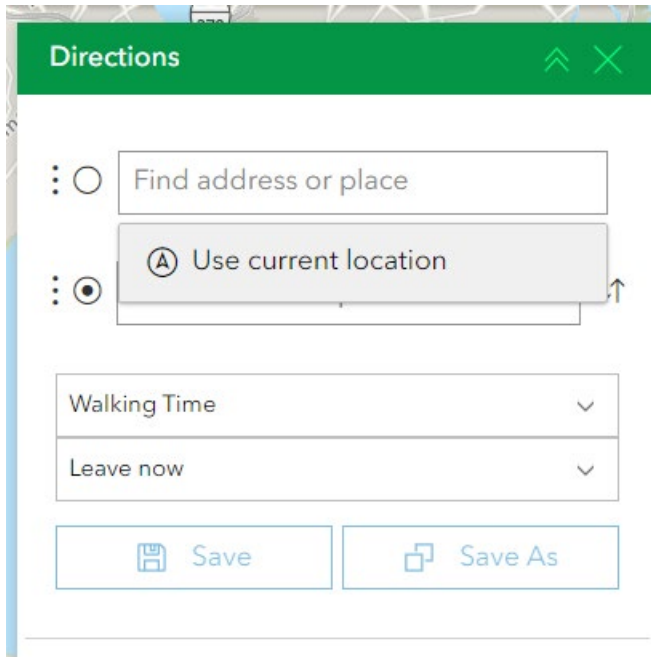 Directions
Find address or place
Use current location
Walking Time
Leave now
Save
Save As